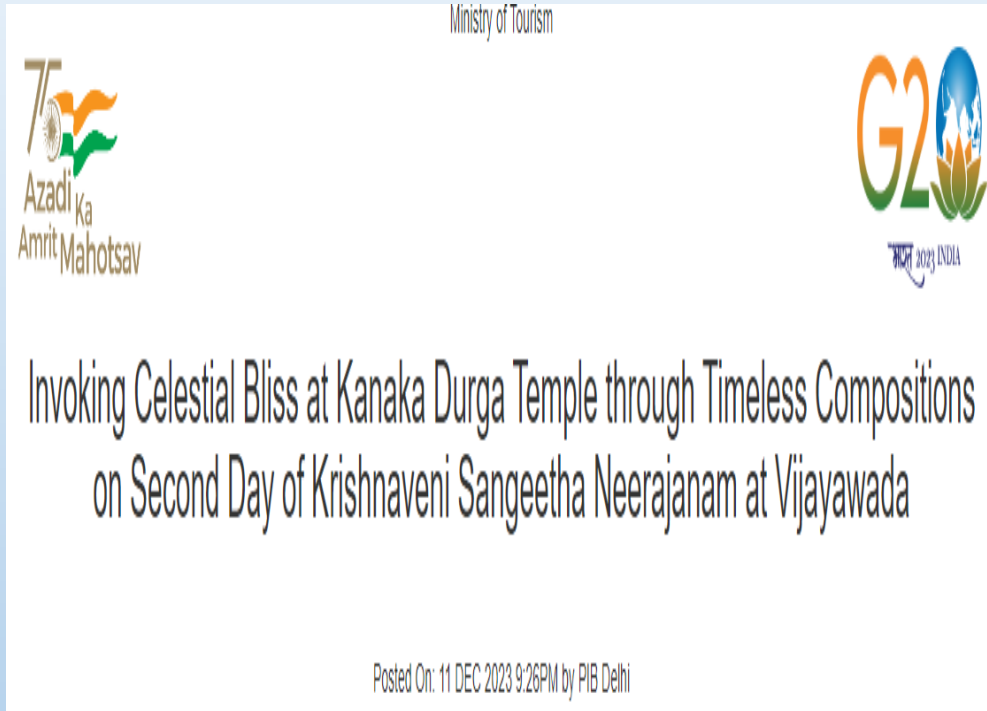 Ministry of Tourism
75
Azadi Ka
Amrit Mahotsav
G20
भारत 2023 INDIA
Invoking Celestial Bliss at Kanaka Durga Temple through Timeless Compositions
on Second Day of Krishnaveni Sangeetha Neerajanam at Vijayawada
Posted On: 11 DEC 2023 9:26PM by PIB Delhi